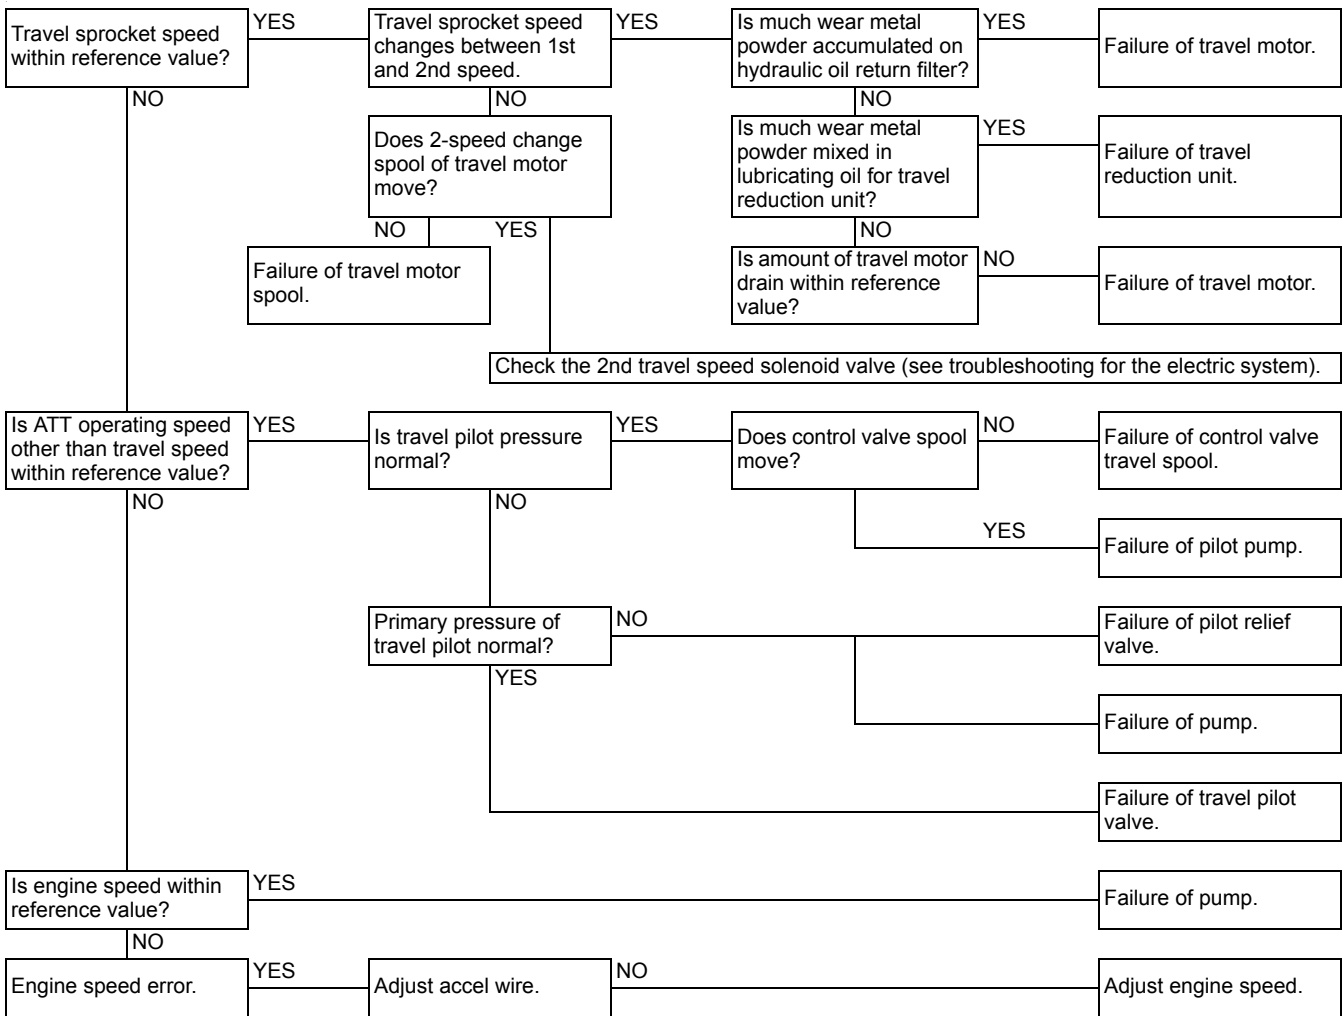 Travel sprocket speed
within reference value?
YES
Travel sprocket speed
changes between 1st
and 2nd speed.
YES
Is much wear metal
powder accumulated on
hydraulic oil return filter?
YES
Failure of travel motor.
NO
NO
NO
Does 2-speed change
spool of travel motor
move?
Is much wear metal
powder mixed in
lubricating oil for travel
reduction unit?
YES
Failure of travel
reduction unit.
NO
YES
NO
Failure of travel motor
spool.
Is amount of travel motor
drain within reference
value?
NO
Failure of travel motor.
Check the 2nd travel speed solenoid valve (see troubleshooting for the electric system).
Is ATT operating speed
other than travel speed
within reference value?
YES
Is travel pilot pressure
normal?
YES
Does control valve spool
move?
NO
Failure of control valve
travel spool.
NO
NO
YES
Failure of pilot pump.
Primary pressure of
travel pilot normal?
NO
Failure of pilot relief
valve.
YES
Failure of pump.
Failure of travel pilot
valve.
Is engine speed within
reference value?
YES
Failure of pump.
NO
Engine speed error.
YES
Adjust accel wire.
NO
Adjust engine speed.